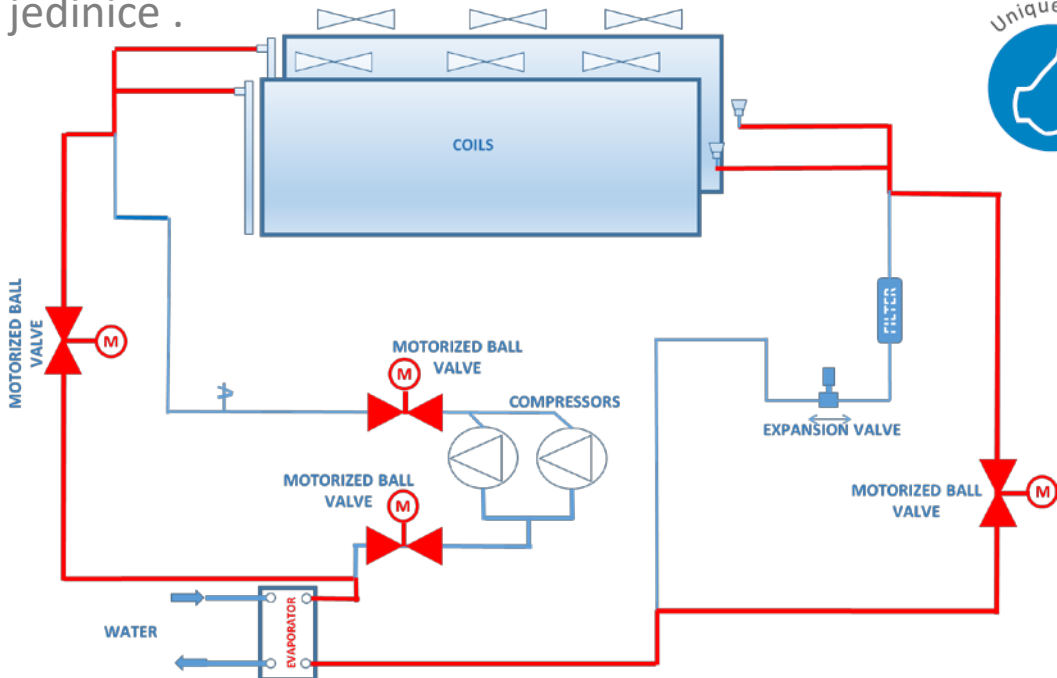 jedinice .
Unique
COILS
MOTORIZED BALL
VALVE
M
MOTORIZED BALL
VALVE
M
COMPRESSORS
FILTER
EXPANSION VALVE
MOTORIZED BALL
VALVE
M
MOTORIZED BALL
VALVE
M
WATER
EVAPORATOR